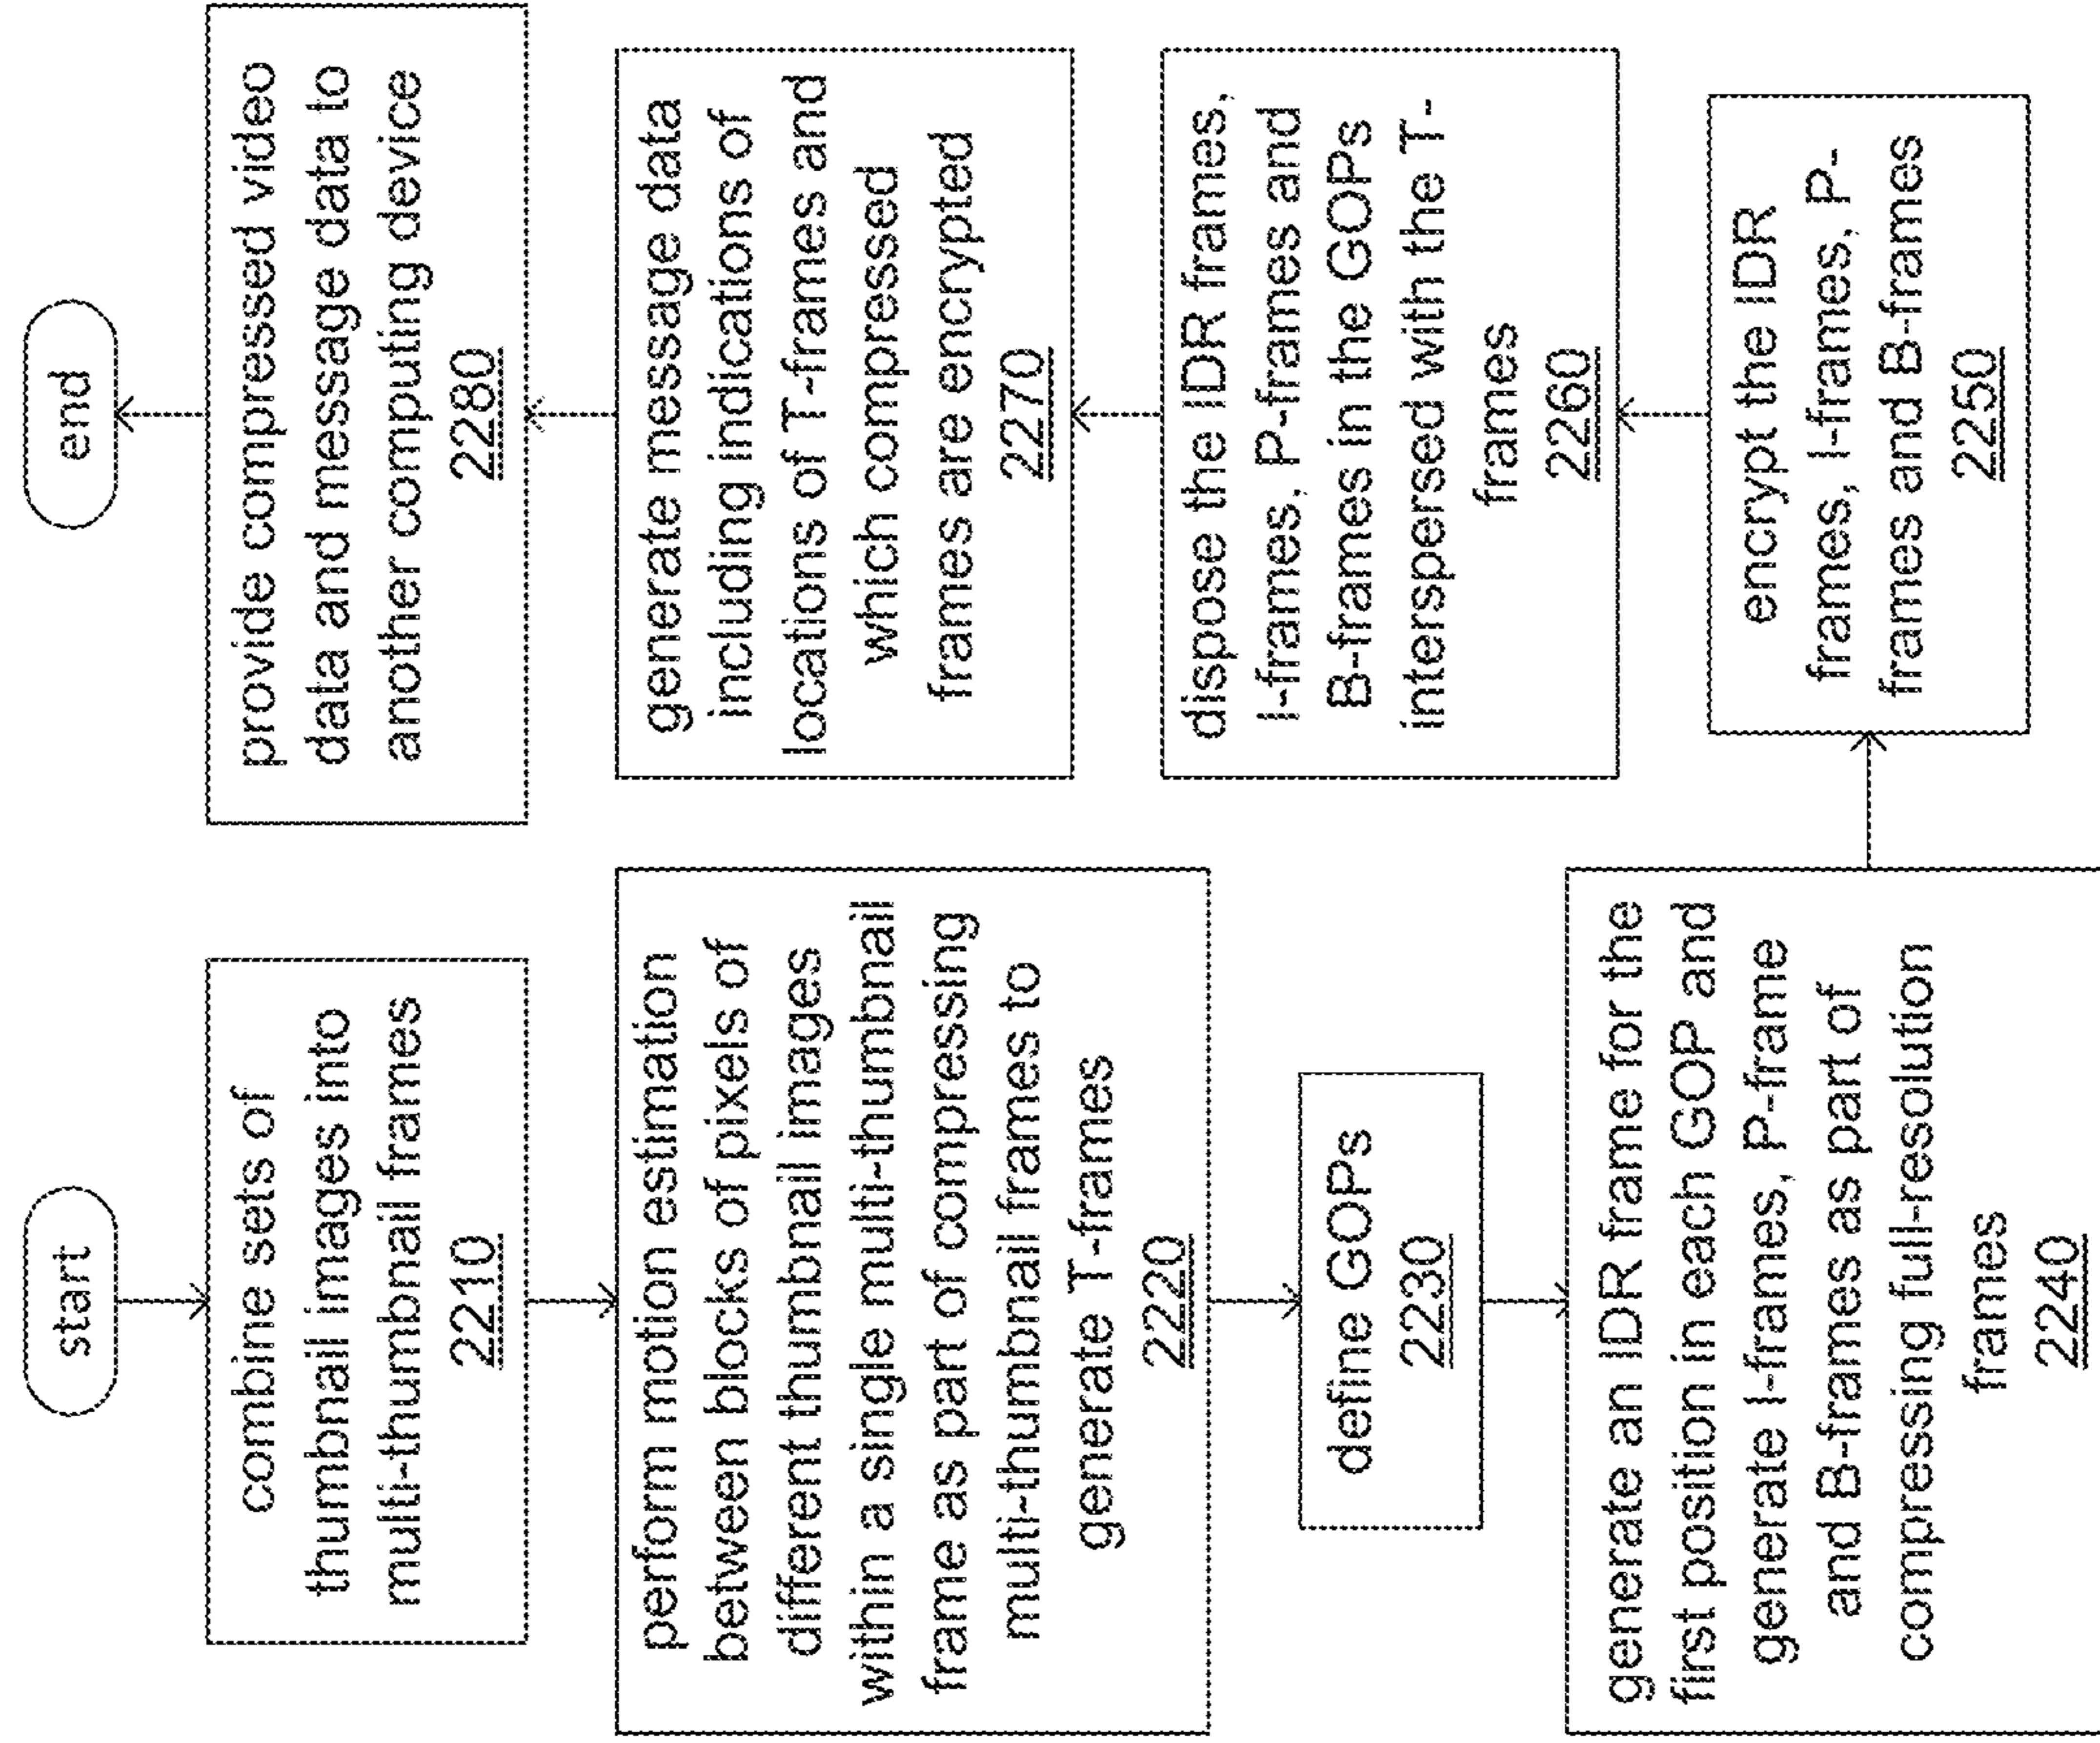 start
combine sets of
thumbnail images into
multi-thumbnail frames
2210
perform motion estimation
between blocks of pixels of
different thumbnail images
within a single multi-thumbnail
frame as part of compressing
multi-thumbnail frames to
generate T-frames
2220
define GOPs
2230
generate an IDR frame for the
first position in each GOP and
generate I-frames, P-frame
and B-frames as part of
compressing full-resolution
frames
2240
encrypt the IDR
frames, I-frames, P-
frames and B-frames
2250
dispose the IDR frames,
I-frames, P-frames and
B-frames in the GOPs
interspersed with the T-
frames
2260
generate message data
including indications of
locations of T-frames and
which compressed
frames are encrypted
2270
provide compressed video
data and message data to
another computing device
2280
end